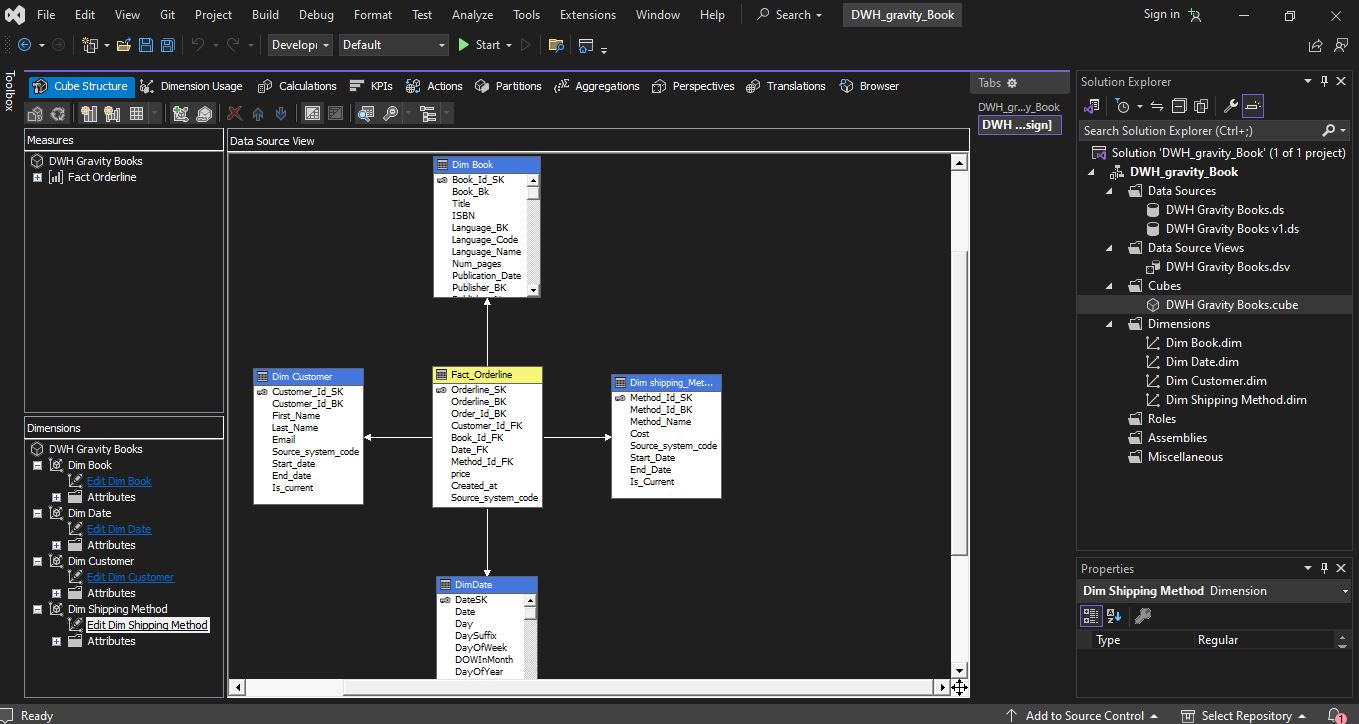 File Edit View Git Project Build Debug Format Test Analyze Tools Extensions Window Help Search DWH_gravity_Book Sign in
Developi Default Start
Toolbox
Cube Structure Dimension Usage Calculations KPIs Actions Partitions Aggregations Perspectives Translations Browser
Measures
DWH Gravity Books
Fact Orderline
Dimensions
DWH Gravity Books
Dim Book
Edit Dim Book
Attributes
Dim Date
Edit Dim Date
Attributes
Dim Customer
Edit Dim Customer
Attributes
Dim Shipping Method
Edit Dim Shipping Method
Attributes
Data Source View
Dim Book
Book_Id_SK
Book_Bk
Title
ISBN
Language_BK
Language_Code
Language_Name
Num_pages
Publication_Date
Publisher_BK
Dim Customer
Customer_Id_SK
Customer_Id_BK
First_Name
Last_Name
Email
Source_system_code
Start_date
End_date
Is_current
Fact_Orderline
Orderline_SK
Orderline_BK
Order_Id_BK
Customer_Id_FK
Book_Id_FK
Date_FK
Method_Id_FK
price
Created_at
Source_system_code
Dim shipping_Met...
Method_Id_SK
Method_Id_BK
Method_Name
Cost
Source_system_code
Start_Date
End_Date
Is_Current
DimDate
DateSK
Date
Day
DaySuffix
DayOfWeek
DOWInMonth
DayOfYear
Tabs
DWH_gr...y_Book
DWH ...sign]
Solution Explorer
Search Solution Explorer (Ctrl+;)
Solution 'DWH_gravity_Book' (1 of 1 project)
DWH_gravity_Book
Data Sources
DWH Gravity Books.ds
DWH Gravity Books v1.ds
Data Source Views
DWH Gravity Books.dsv
Cubes
DWH Gravity Books.cube
Dimensions
Dim Book.dim
Dim Date.dim
Dim Customer.dim
Dim Shipping Method.dim
Roles
Assemblies
Miscellaneous
Properties
Dim Shipping Method Dimension
Type Regular
Ready Add to Source Control Select Repository 1